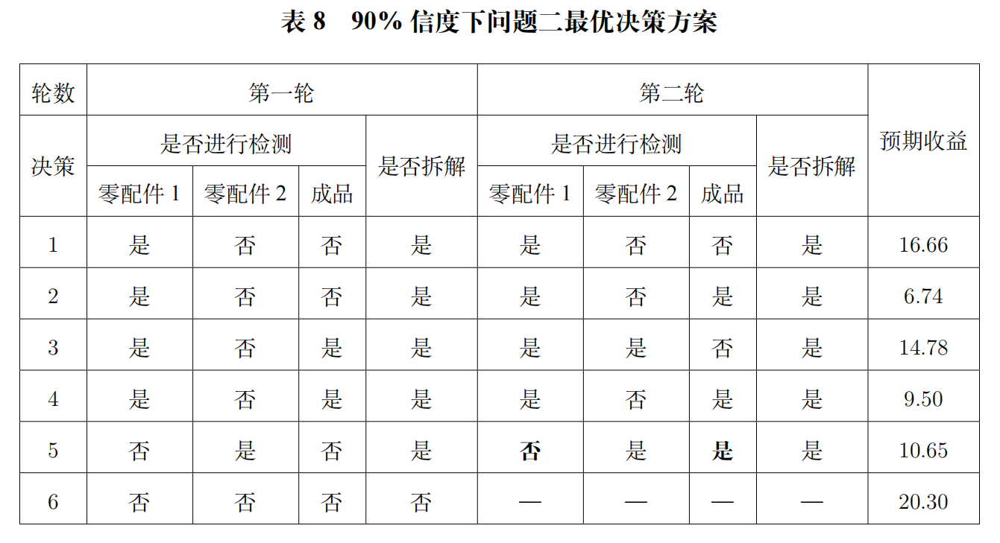 表 8 90% 信度下问题二最优决策方案
轮数 第一轮 第二轮 预期收益
决策 是否进行检测 是否拆解 是否进行检测 是否拆解
零配件 1 零配件 2 成品 零配件 1 零配件 2 成品
1 是 否 否 是 是 否 否 是 16.66
2 是 否 否 是 是 否 是 是 6.74
3 是 否 是 是 是 是 否 是 14.78
4 是 否 是 是 是 否 是 是 9.50
5 否 是 否 是 否 是 是 是 10.65
6 否 否 否 否 — — — — 20.30